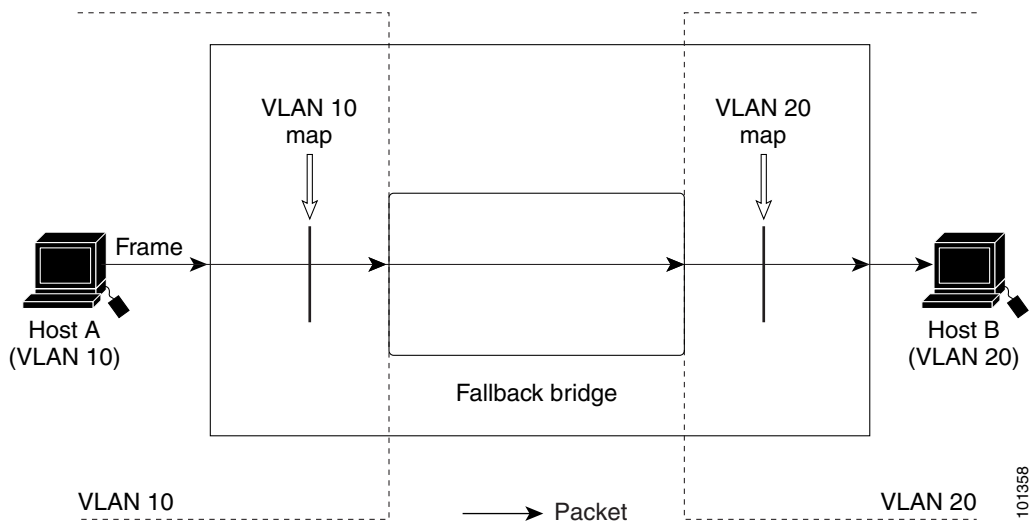 VLAN 10
map
VLAN 20
map
Frame
Host A
(VLAN 10)
Host B
(VLAN 20)
Fallback bridge
VLAN 10
Packet
VLAN 20
101358